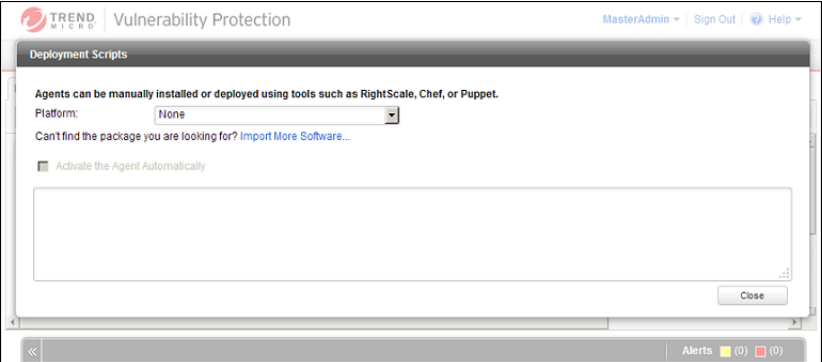 TREND MICRO Vulnerability Protection MasterAdmin Sign Out Help
Deployment Scripts
Agents can be manually installed or deployed using tools such as RightScale, Chef, or Puppet.
Platform: None
Can't find the package you are looking for? Import More Software...
Activate the Agent Automatically
Close
Alerts (0) (0)